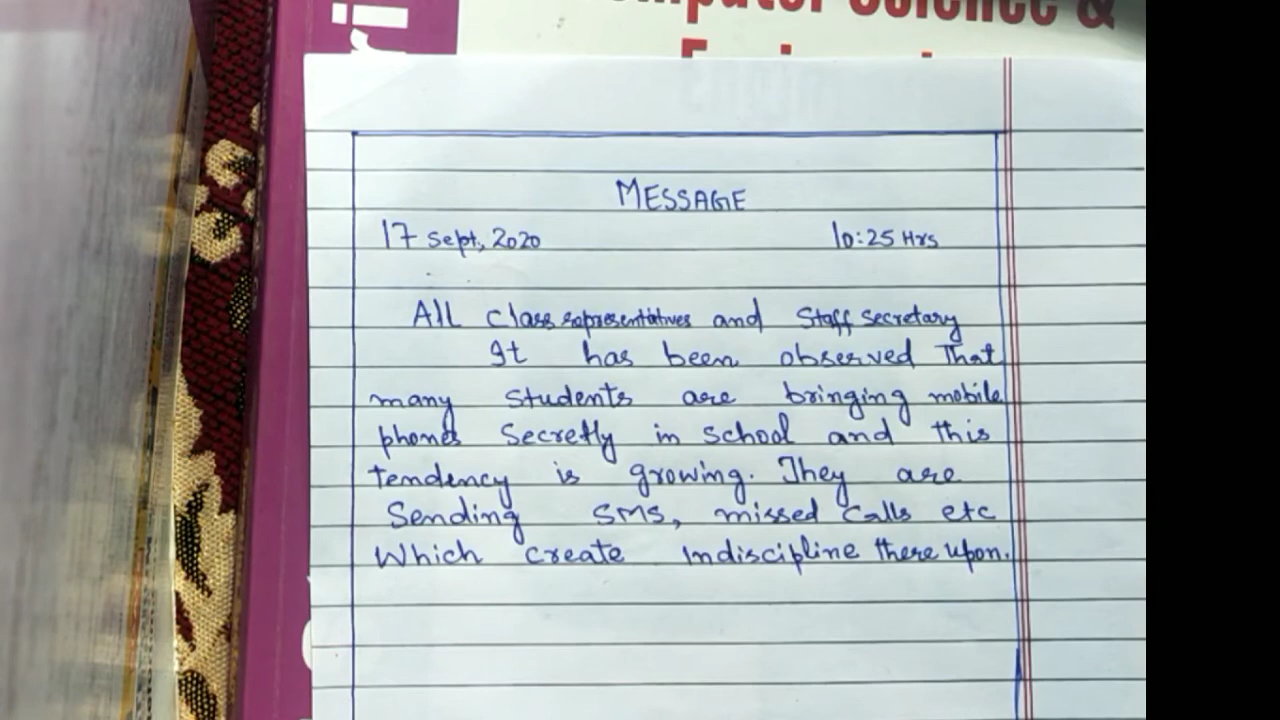 Computer Science &
MESSAGE
17 Sept, 2020 10:25 Hrs
All class representatives and Staff secretary
It has been observed That
many students are bringing mobile
phones Secretly in school and this
tendency is growing. They are
Sending SMS, missed calls etc
Which create Indiscipline there upon.